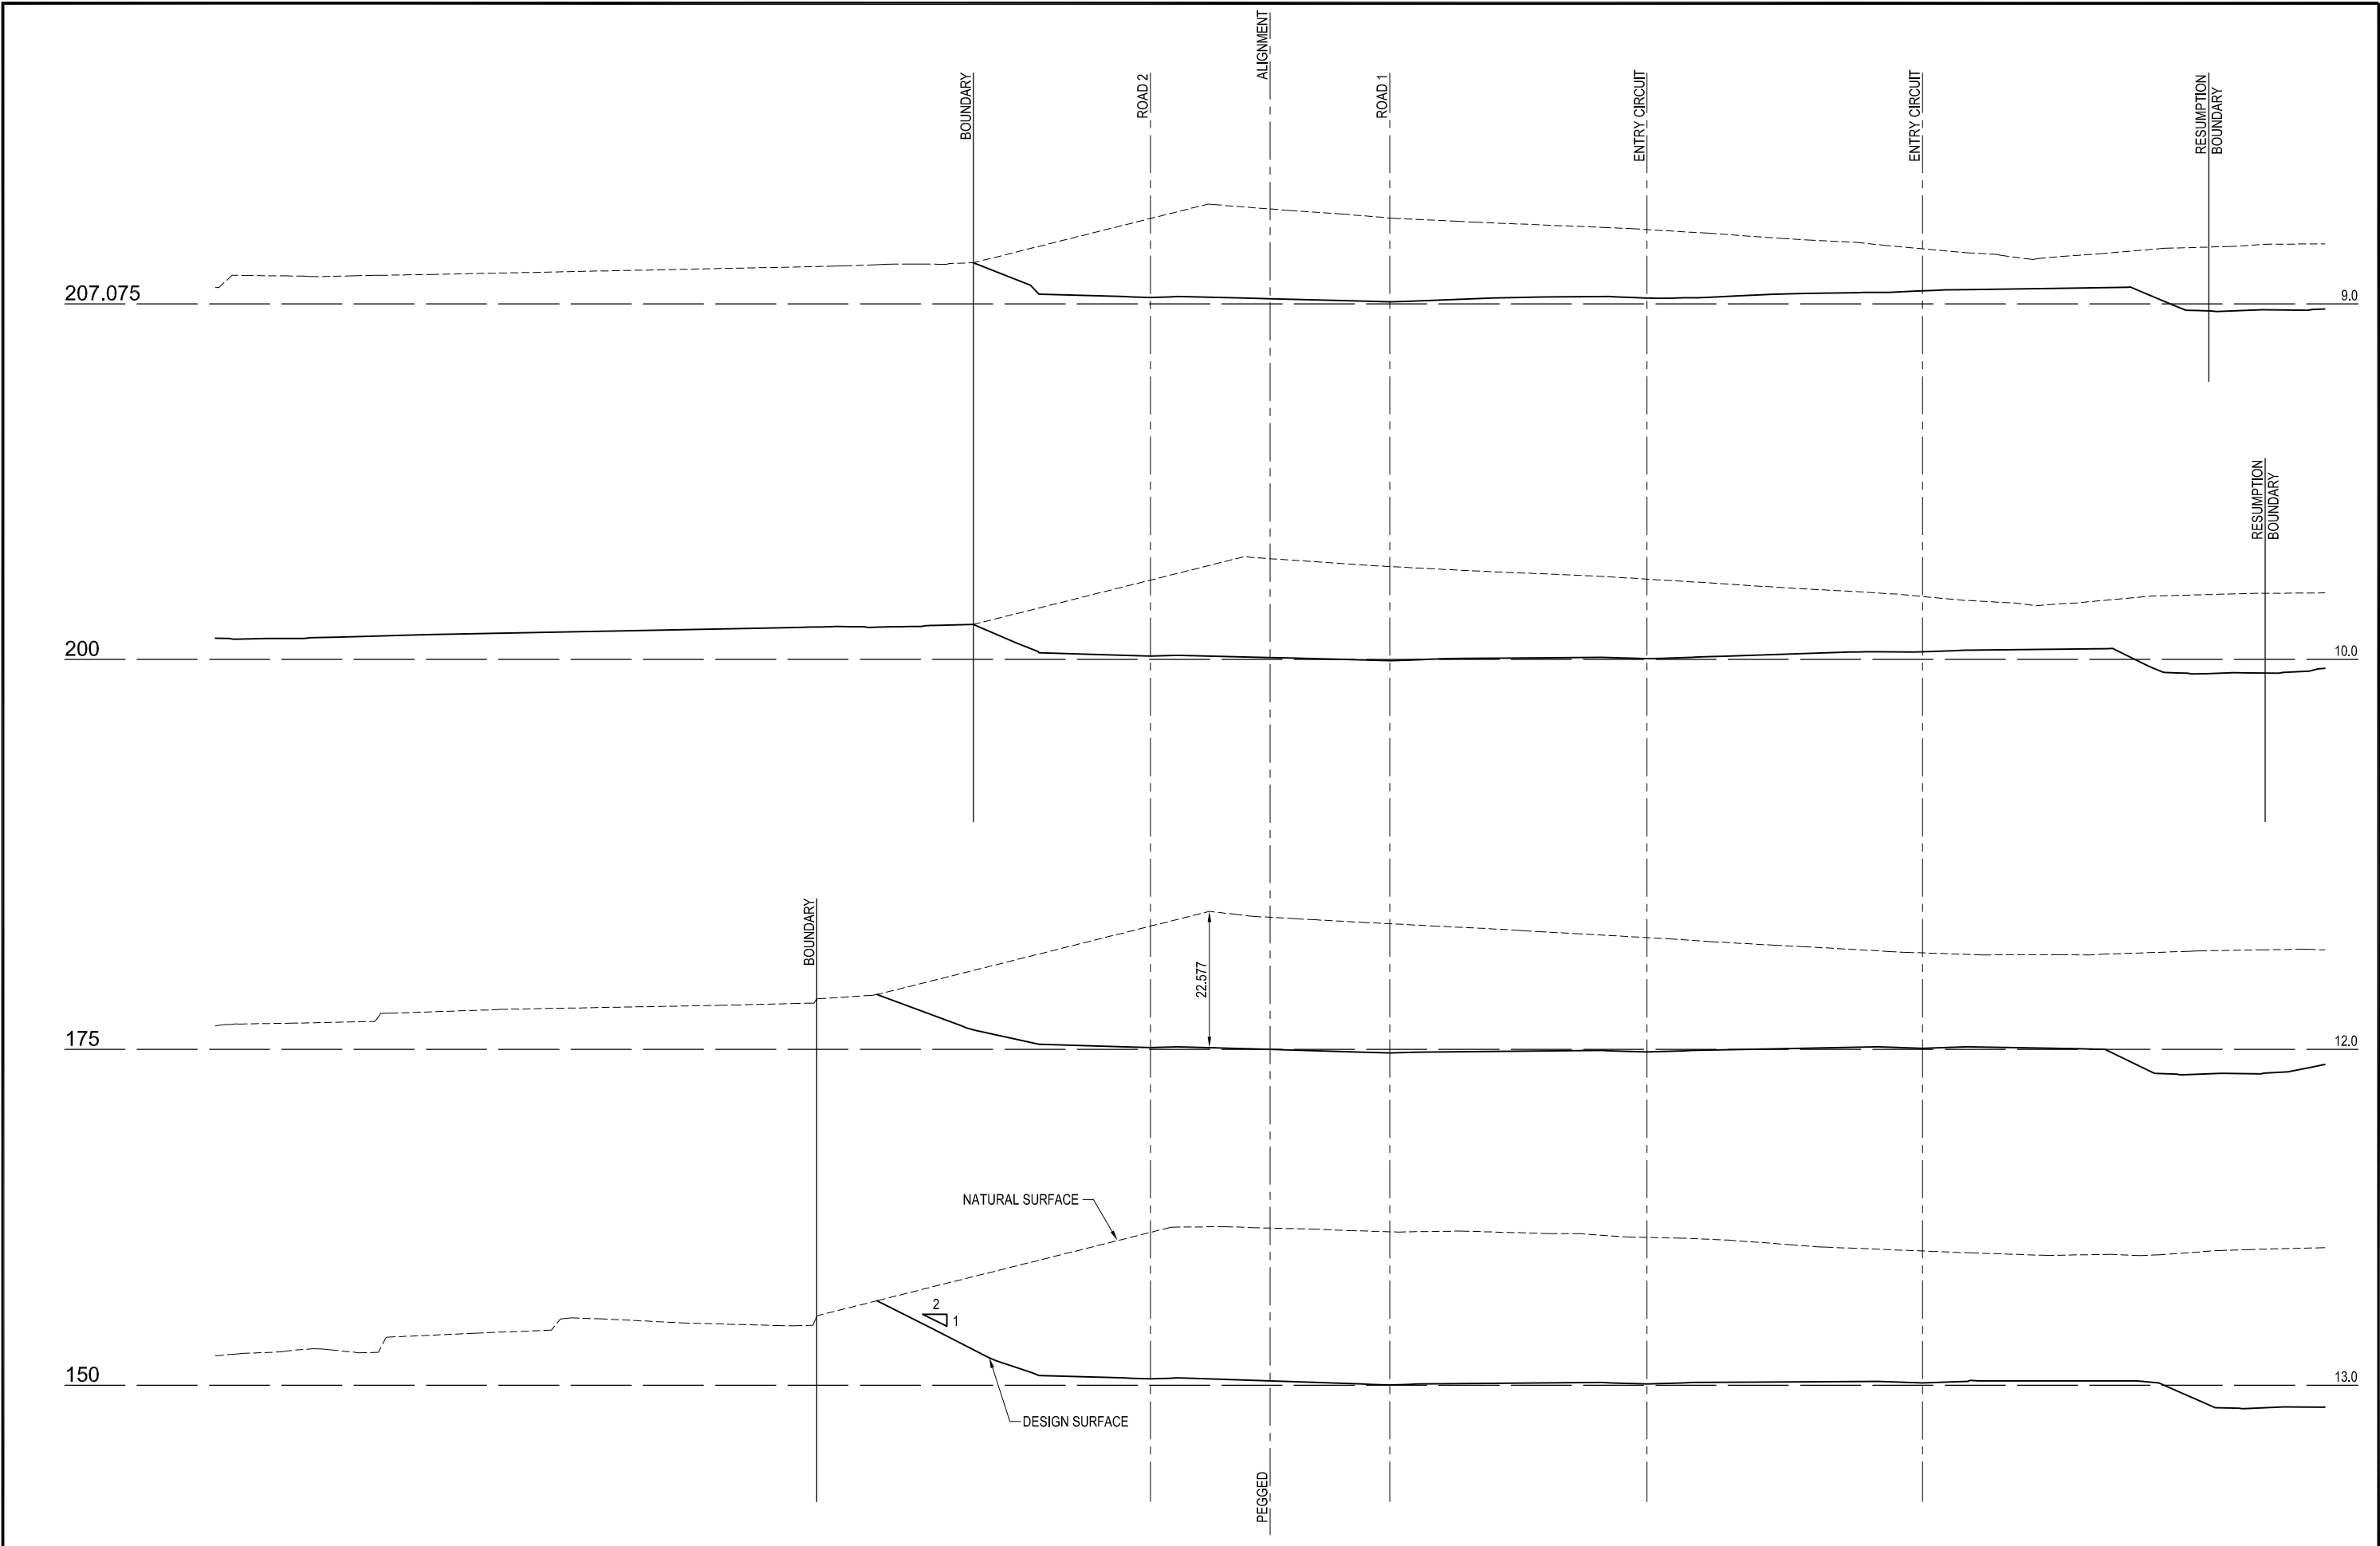 ALIGNMENT
BOUNDARY
ROAD 2
ROAD 1
ENTRY CIRCUIT
ENTRY CIRCUIT
RESUMPTION
BOUNDARY
207.075
9.0
RESUMPTION
BOUNDARY
200
10.0
BOUNDARY
22.577
175
12.0
NATURAL SURFACE
2
1
150
13.0
DESIGN SURFACE
PEGGED